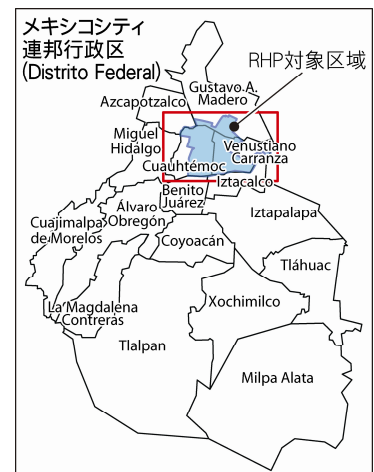 メキシコシティ
連邦行政区
(Distrito Federal)
RHP対象区域
Gustavo A.
Madero
Azcapotzalco
Miguel
Hidálgo
Venustiano
Carranza
Cuauhtémoc
Iztacalco
Benito
Juárez
Iztapalapa
Álvaro
Obregón
Cuajimalpa
de Morelos
Coyoacán
Tláhuac
Xochimilco
La Magdalena
Contreras
Tlalpan
Milpa Alata